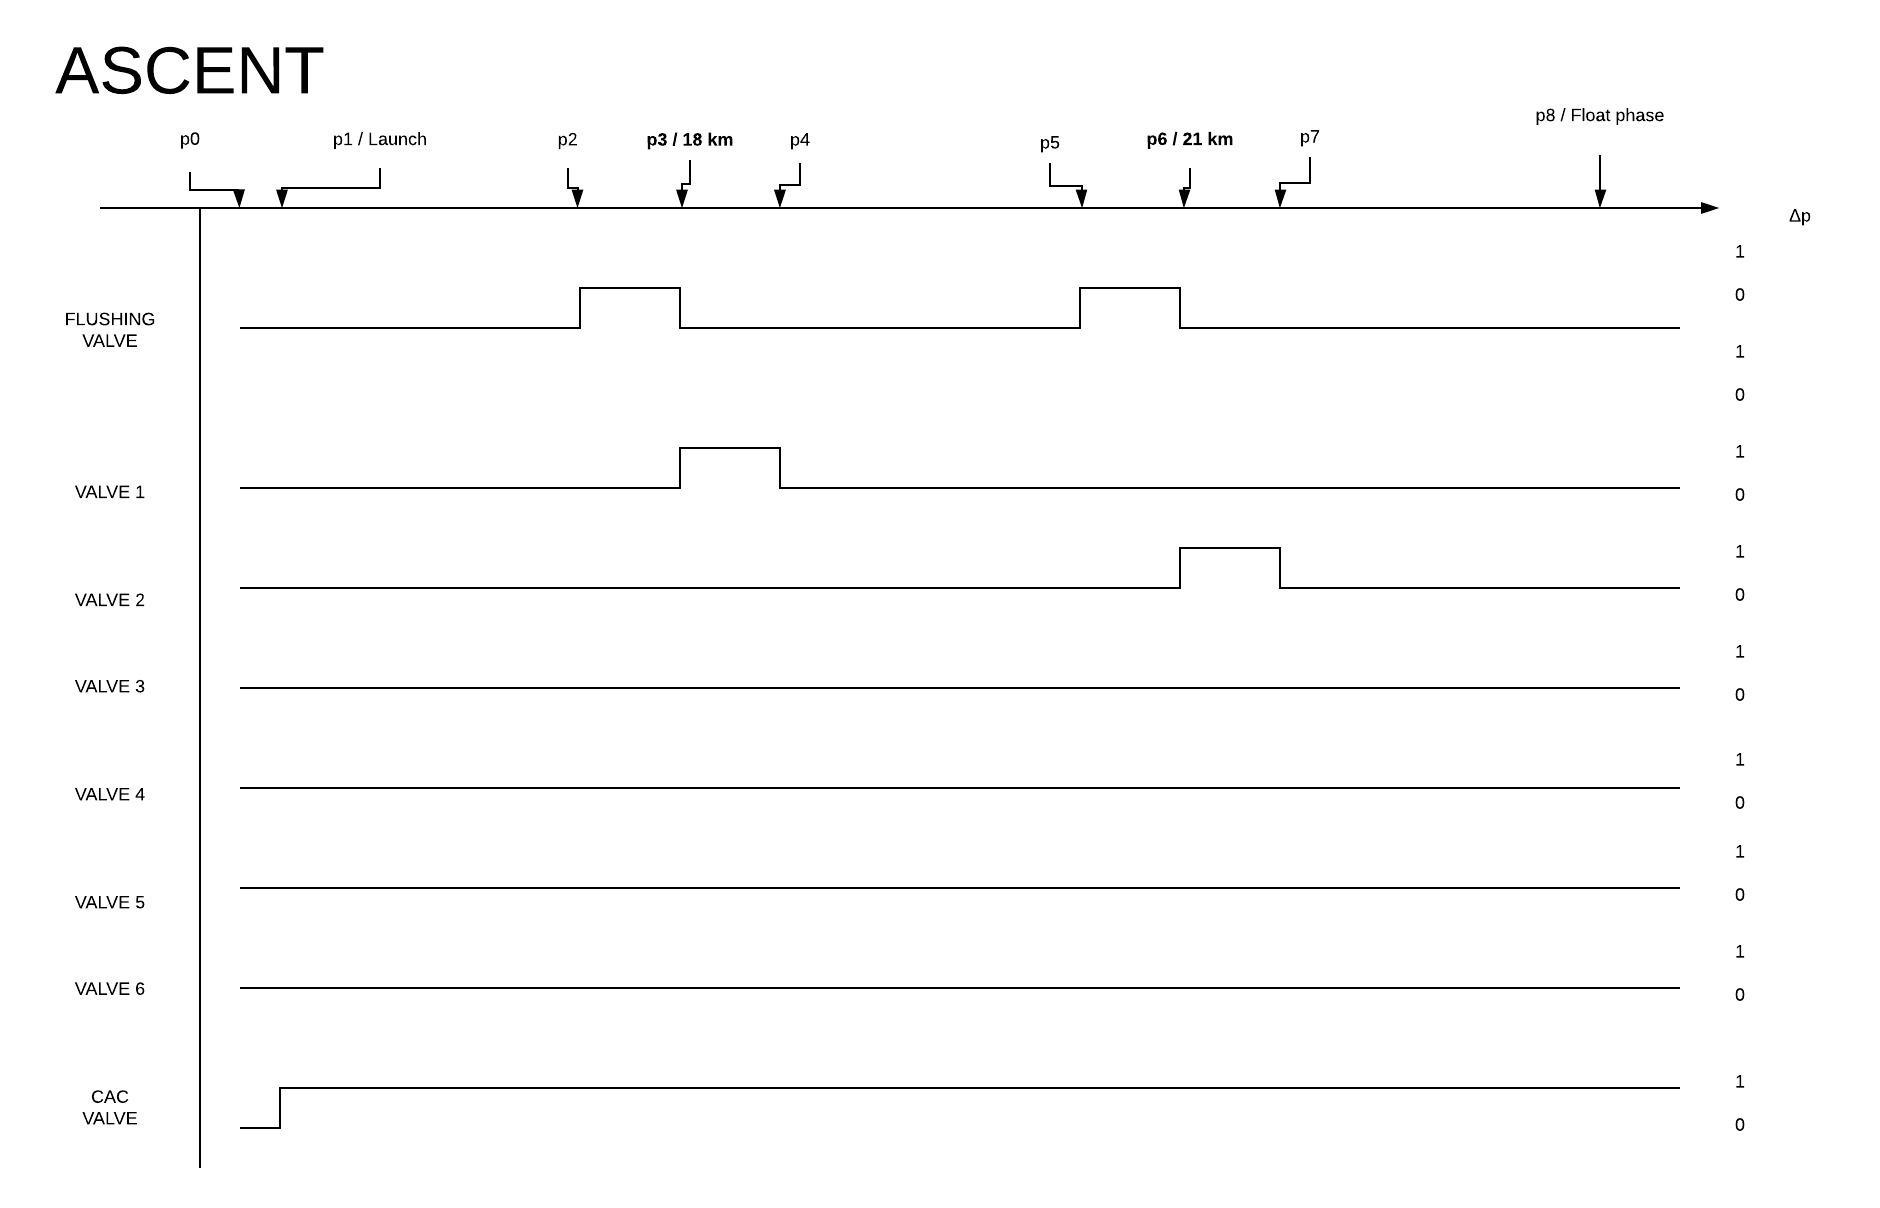 ASCENT
p8 / Float phase
p0
p1 / Launch
p2
p3 / 18 km
p4
p5
p6 / 21 km
p7
Δp
1
0
FLUSHING
VALVE
1
0
1
VALVE 1
0
1
VALVE 2
0
1
VALVE 3
0
1
VALVE 4
0
1
0
VALVE 5
1
VALVE 6
0
1
CAC
VALVE
0